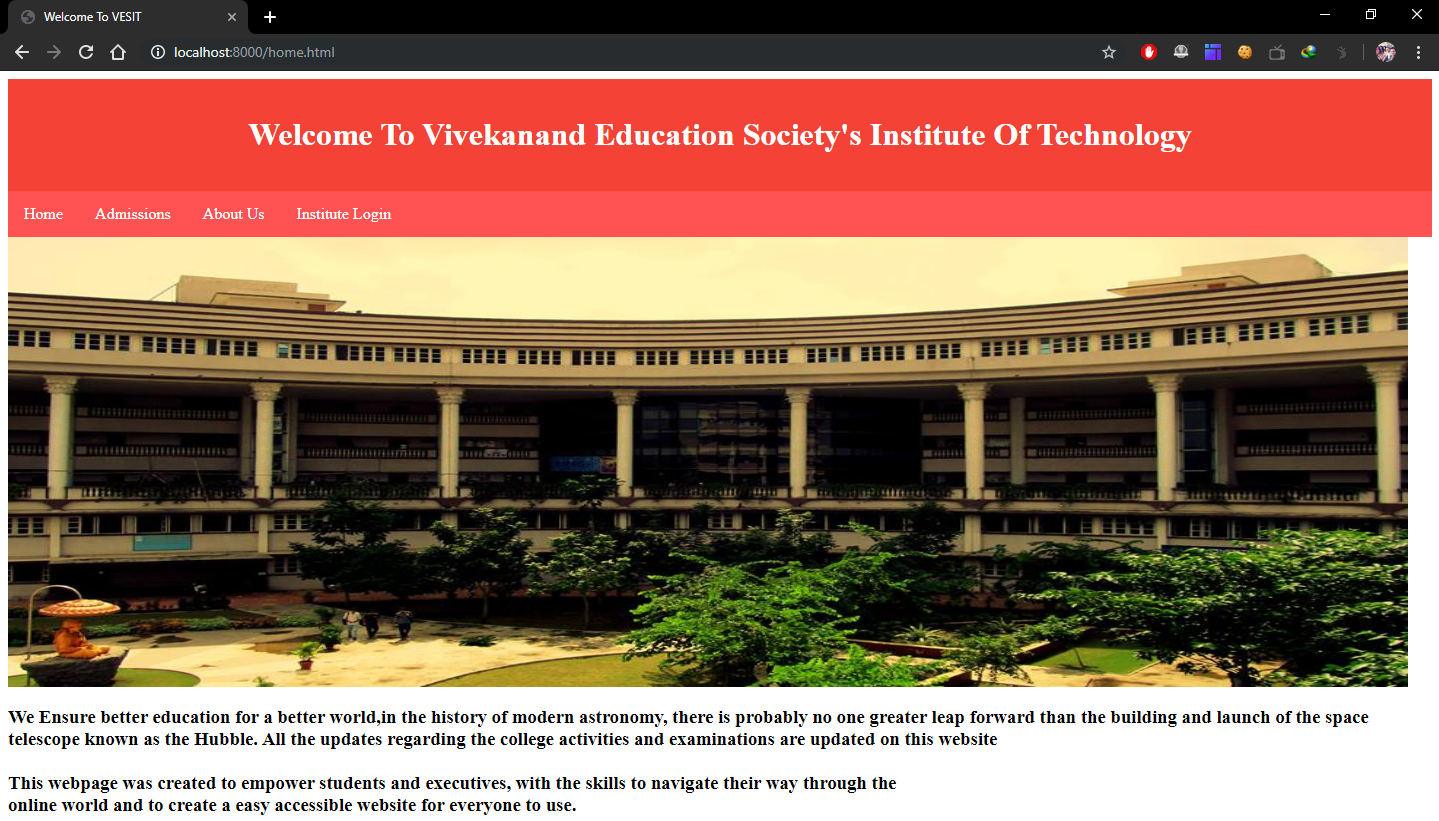 Welcome To VESIT
localhost:8000/home.html
Welcome To Vivekanand Education Society's Institute Of Technology
Home Admissions About Us Institute Login
We Ensure better education for a better world,in the history of modern astronomy, there is probably no one greater leap forward than the building and launch of the space
telescope known as the Hubble. All the updates regarding the college activities and examinations are updated on this website
This webpage was created to empower students and executives, with the skills to navigate their way through the
online world and to create a easy accessible website for everyone to use.